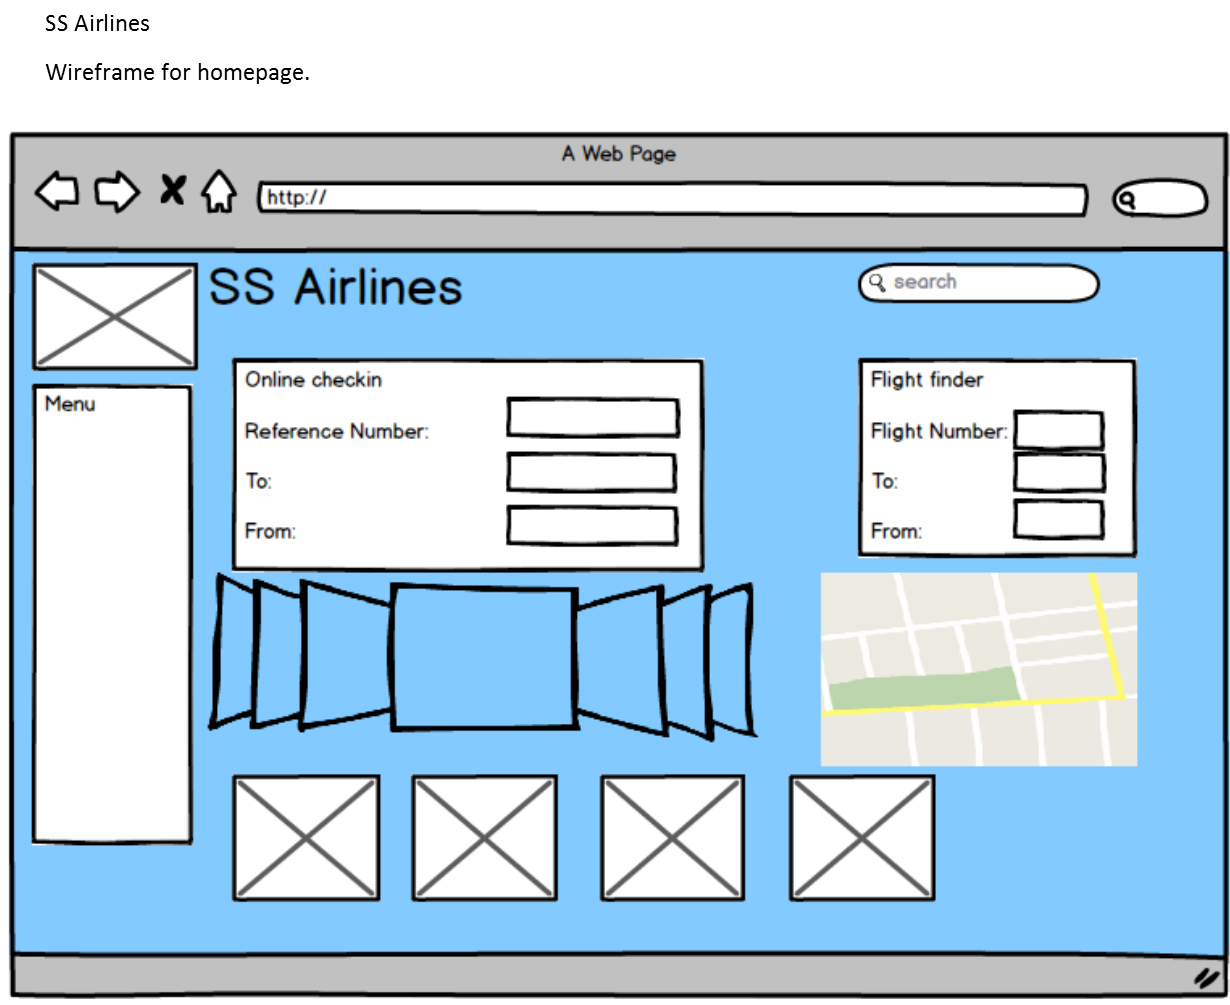 SS Airlines
Wireframe for homepage.
A Web Page
http://
SS Airlines
search
Menu
Online checkin
Reference Number:
To:
From:
Flight finder
Flight Number:
To:
From: